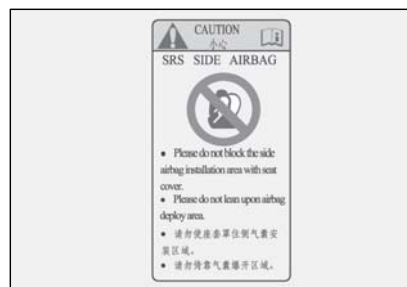 CAUTION
小心
SRS SIDE AIRBAG
• Please do not block the side
airbag installation area with seat
cover.
• Please do not lean upon airbag
deploy area.
• 请勿使座套罩住侧气囊安
装区域。
• 请勿倚靠气囊爆开区域。